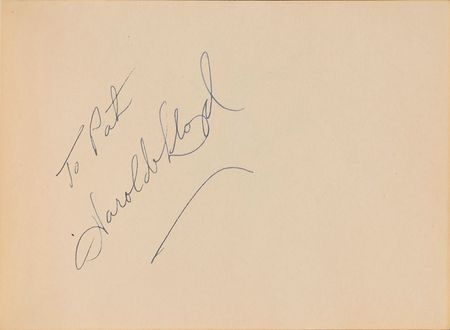 To Pat
Harold Lloyd